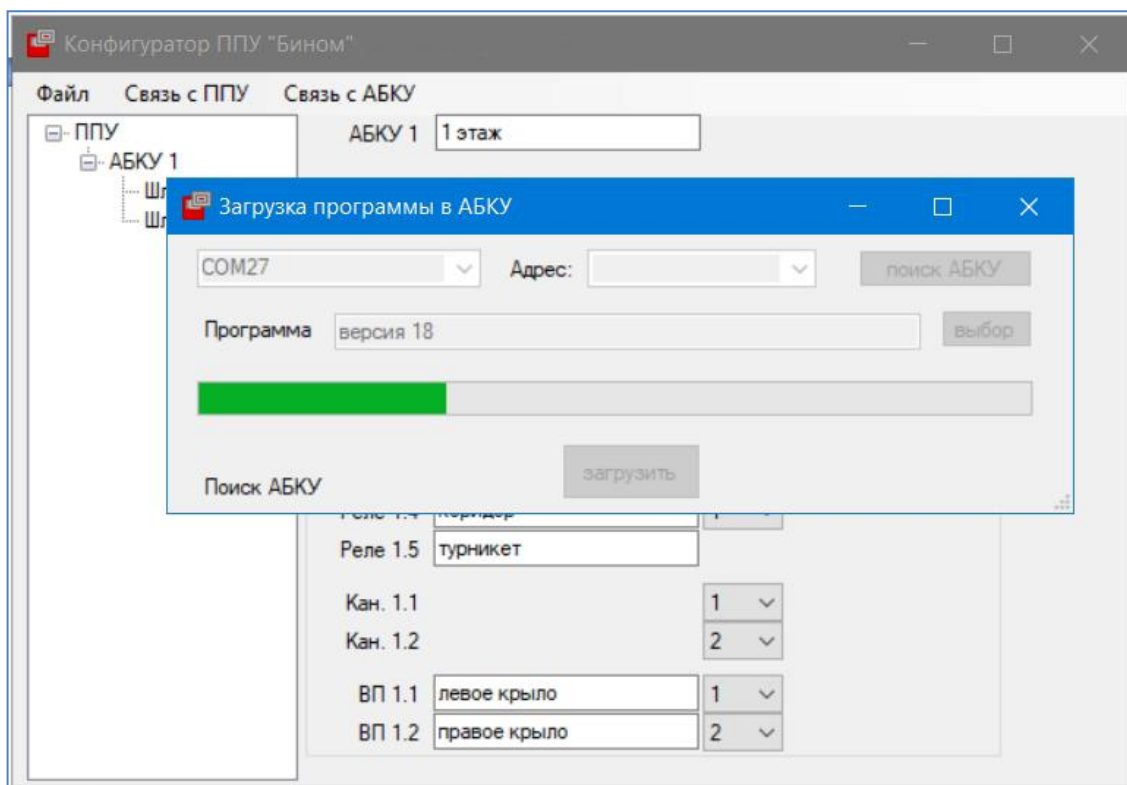 Конфигуратор ППУ "Бином"
Файл Связь с ППУ Связь с АБКУ
ППУ
АБКУ 1
АБКУ 1 1 этаж
Загрузка программы в АБКУ
COM27 Адрес: поиск АБКУ
Программа версия 18 выбор
загрузить
Поиск АБКУ
Реле 1.5 турникет
Кан. 1.1 1
Кан. 1.2 2
ВП 1.1 левое крыло 1
ВП 1.2 правое крыло 2